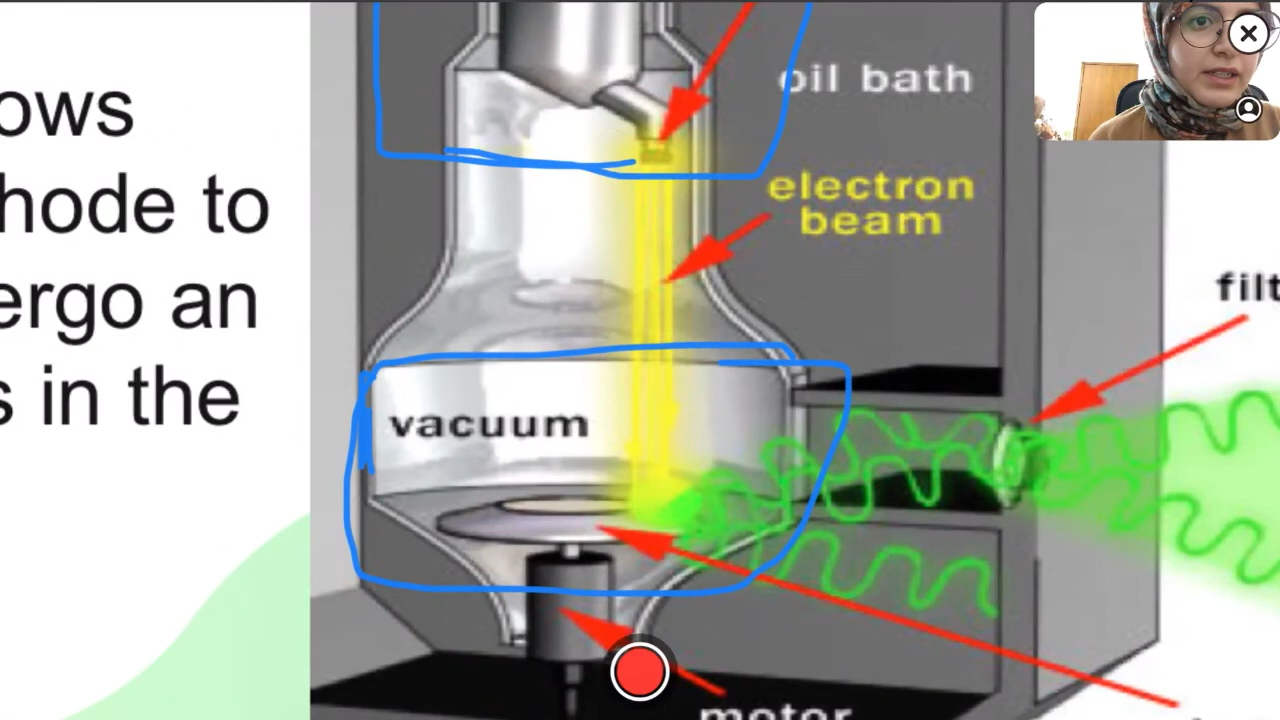 ows
hode to
ergo an
s in the
oil bath
electron
beam
filt
vacuum
motor